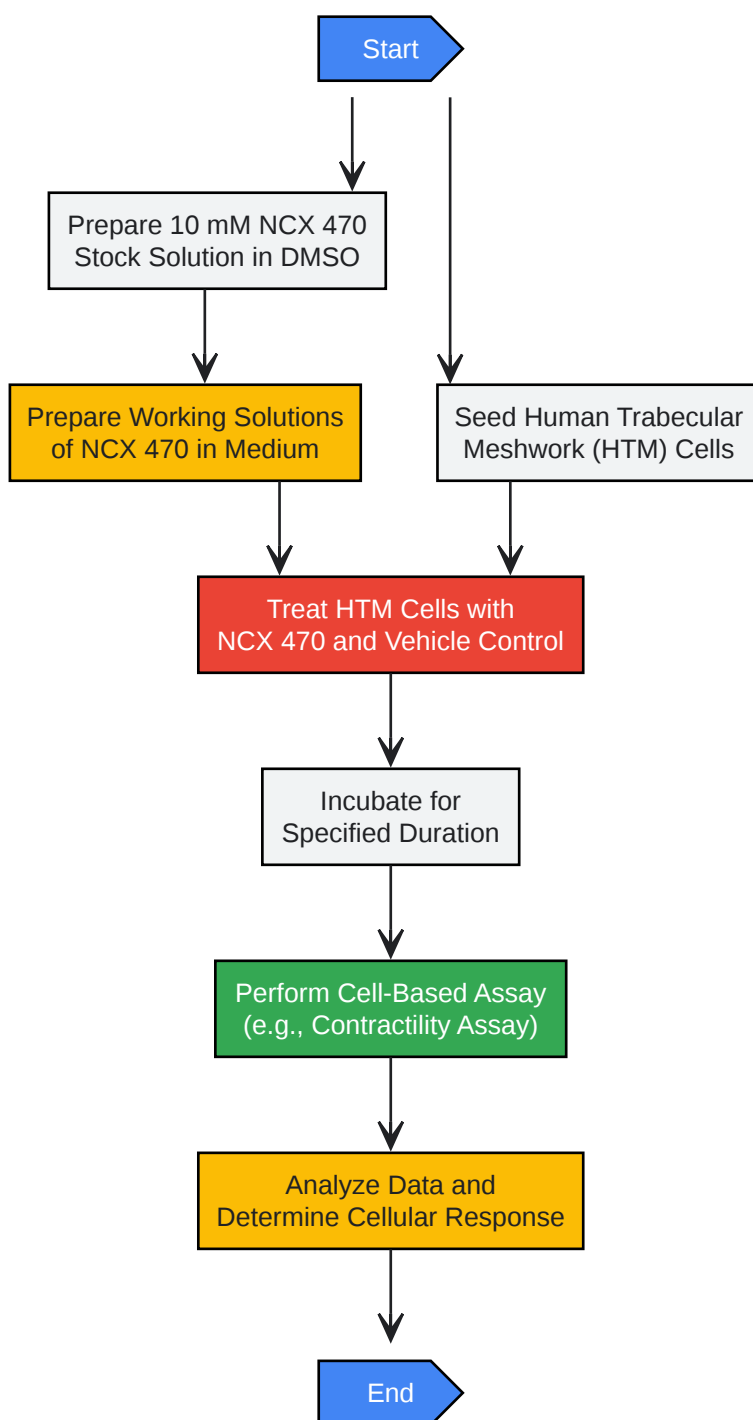 Start
Prepare 10 mM NCX 470
Stock Solution in DMSO
Prepare Working Solutions
of NCX 470 in Medium
Seed Human Trabecular
Meshwork (HTM) Cells
Treat HTM Cells with
NCX 470 and Vehicle Control
Incubate for
Specified Duration
Perform Cell-Based Assay
(e.g., Contractility Assay)
Analyze Data and
Determine Cellular Response
End